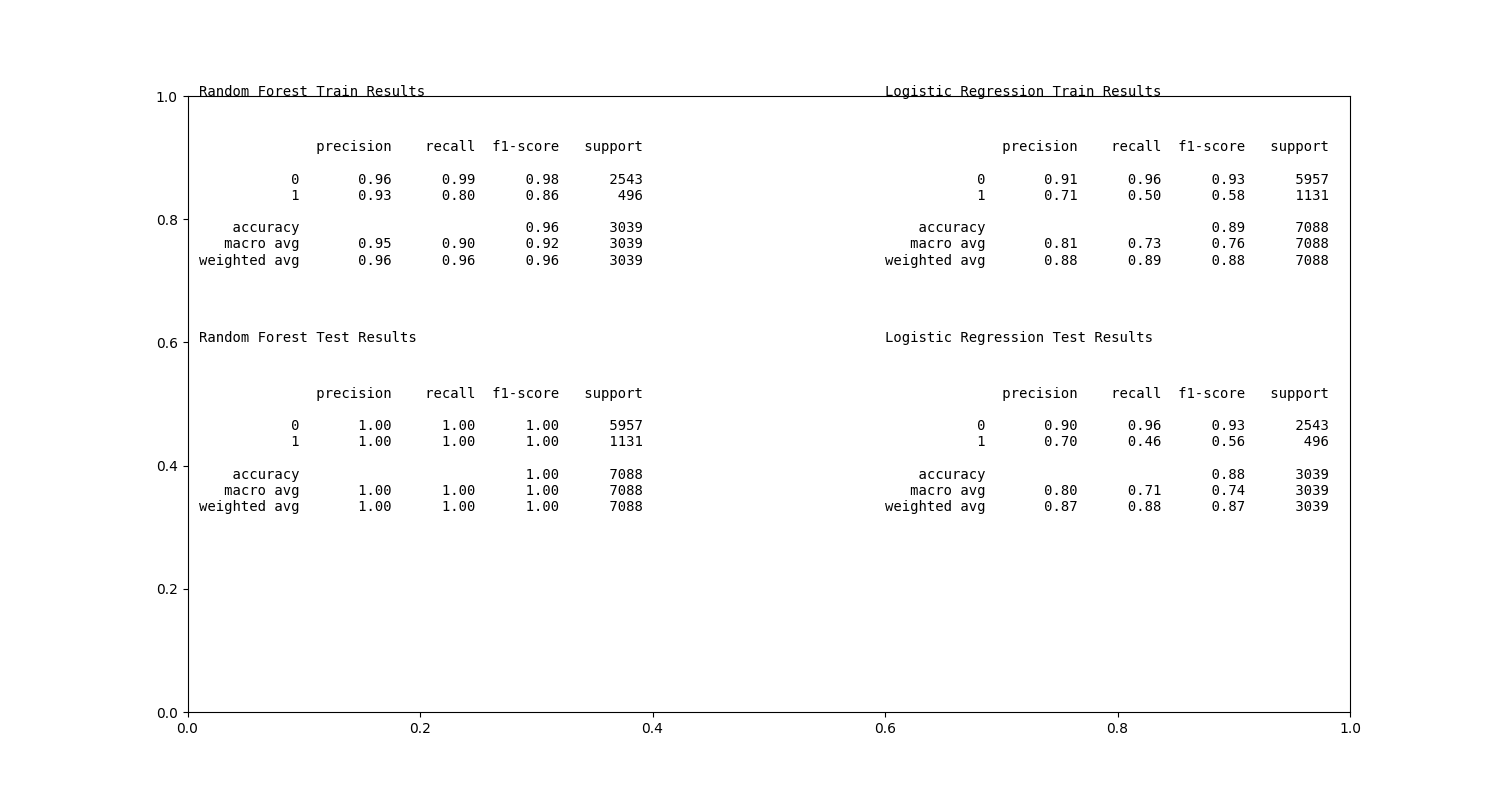 Random Forest Train Results
precision recall f1-score support
0 0.96 0.99 0.98 2543
1 0.93 0.80 0.86 496
accuracy 0.96 3039
macro avg 0.95 0.90 0.92 3039
weighted avg 0.96 0.96 0.96 3039
Logistic Regression Train Results
precision recall f1-score support
0 0.91 0.96 0.93 5957
1 0.71 0.50 0.58 1131
accuracy 0.89 7088
macro avg 0.81 0.73 0.76 7088
weighted avg 0.88 0.89 0.88 7088
Random Forest Test Results
precision recall f1-score support
0 1.00 1.00 1.00 5957
1 1.00 1.00 1.00 1131
accuracy 1.00 7088
macro avg 1.00 1.00 1.00 7088
weighted avg 1.00 1.00 1.00 7088
Logistic Regression Test Results
precision recall f1-score support
0 0.90 0.96 0.93 2543
1 0.70 0.46 0.56 496
accuracy 0.88 3039
macro avg 0.80 0.71 0.74 3039
weighted avg 0.87 0.88 0.87 3039
1.0
0.8
0.6
0.4
0.2
0.0
0.0 0.2 0.4 0.6 0.8 1.0